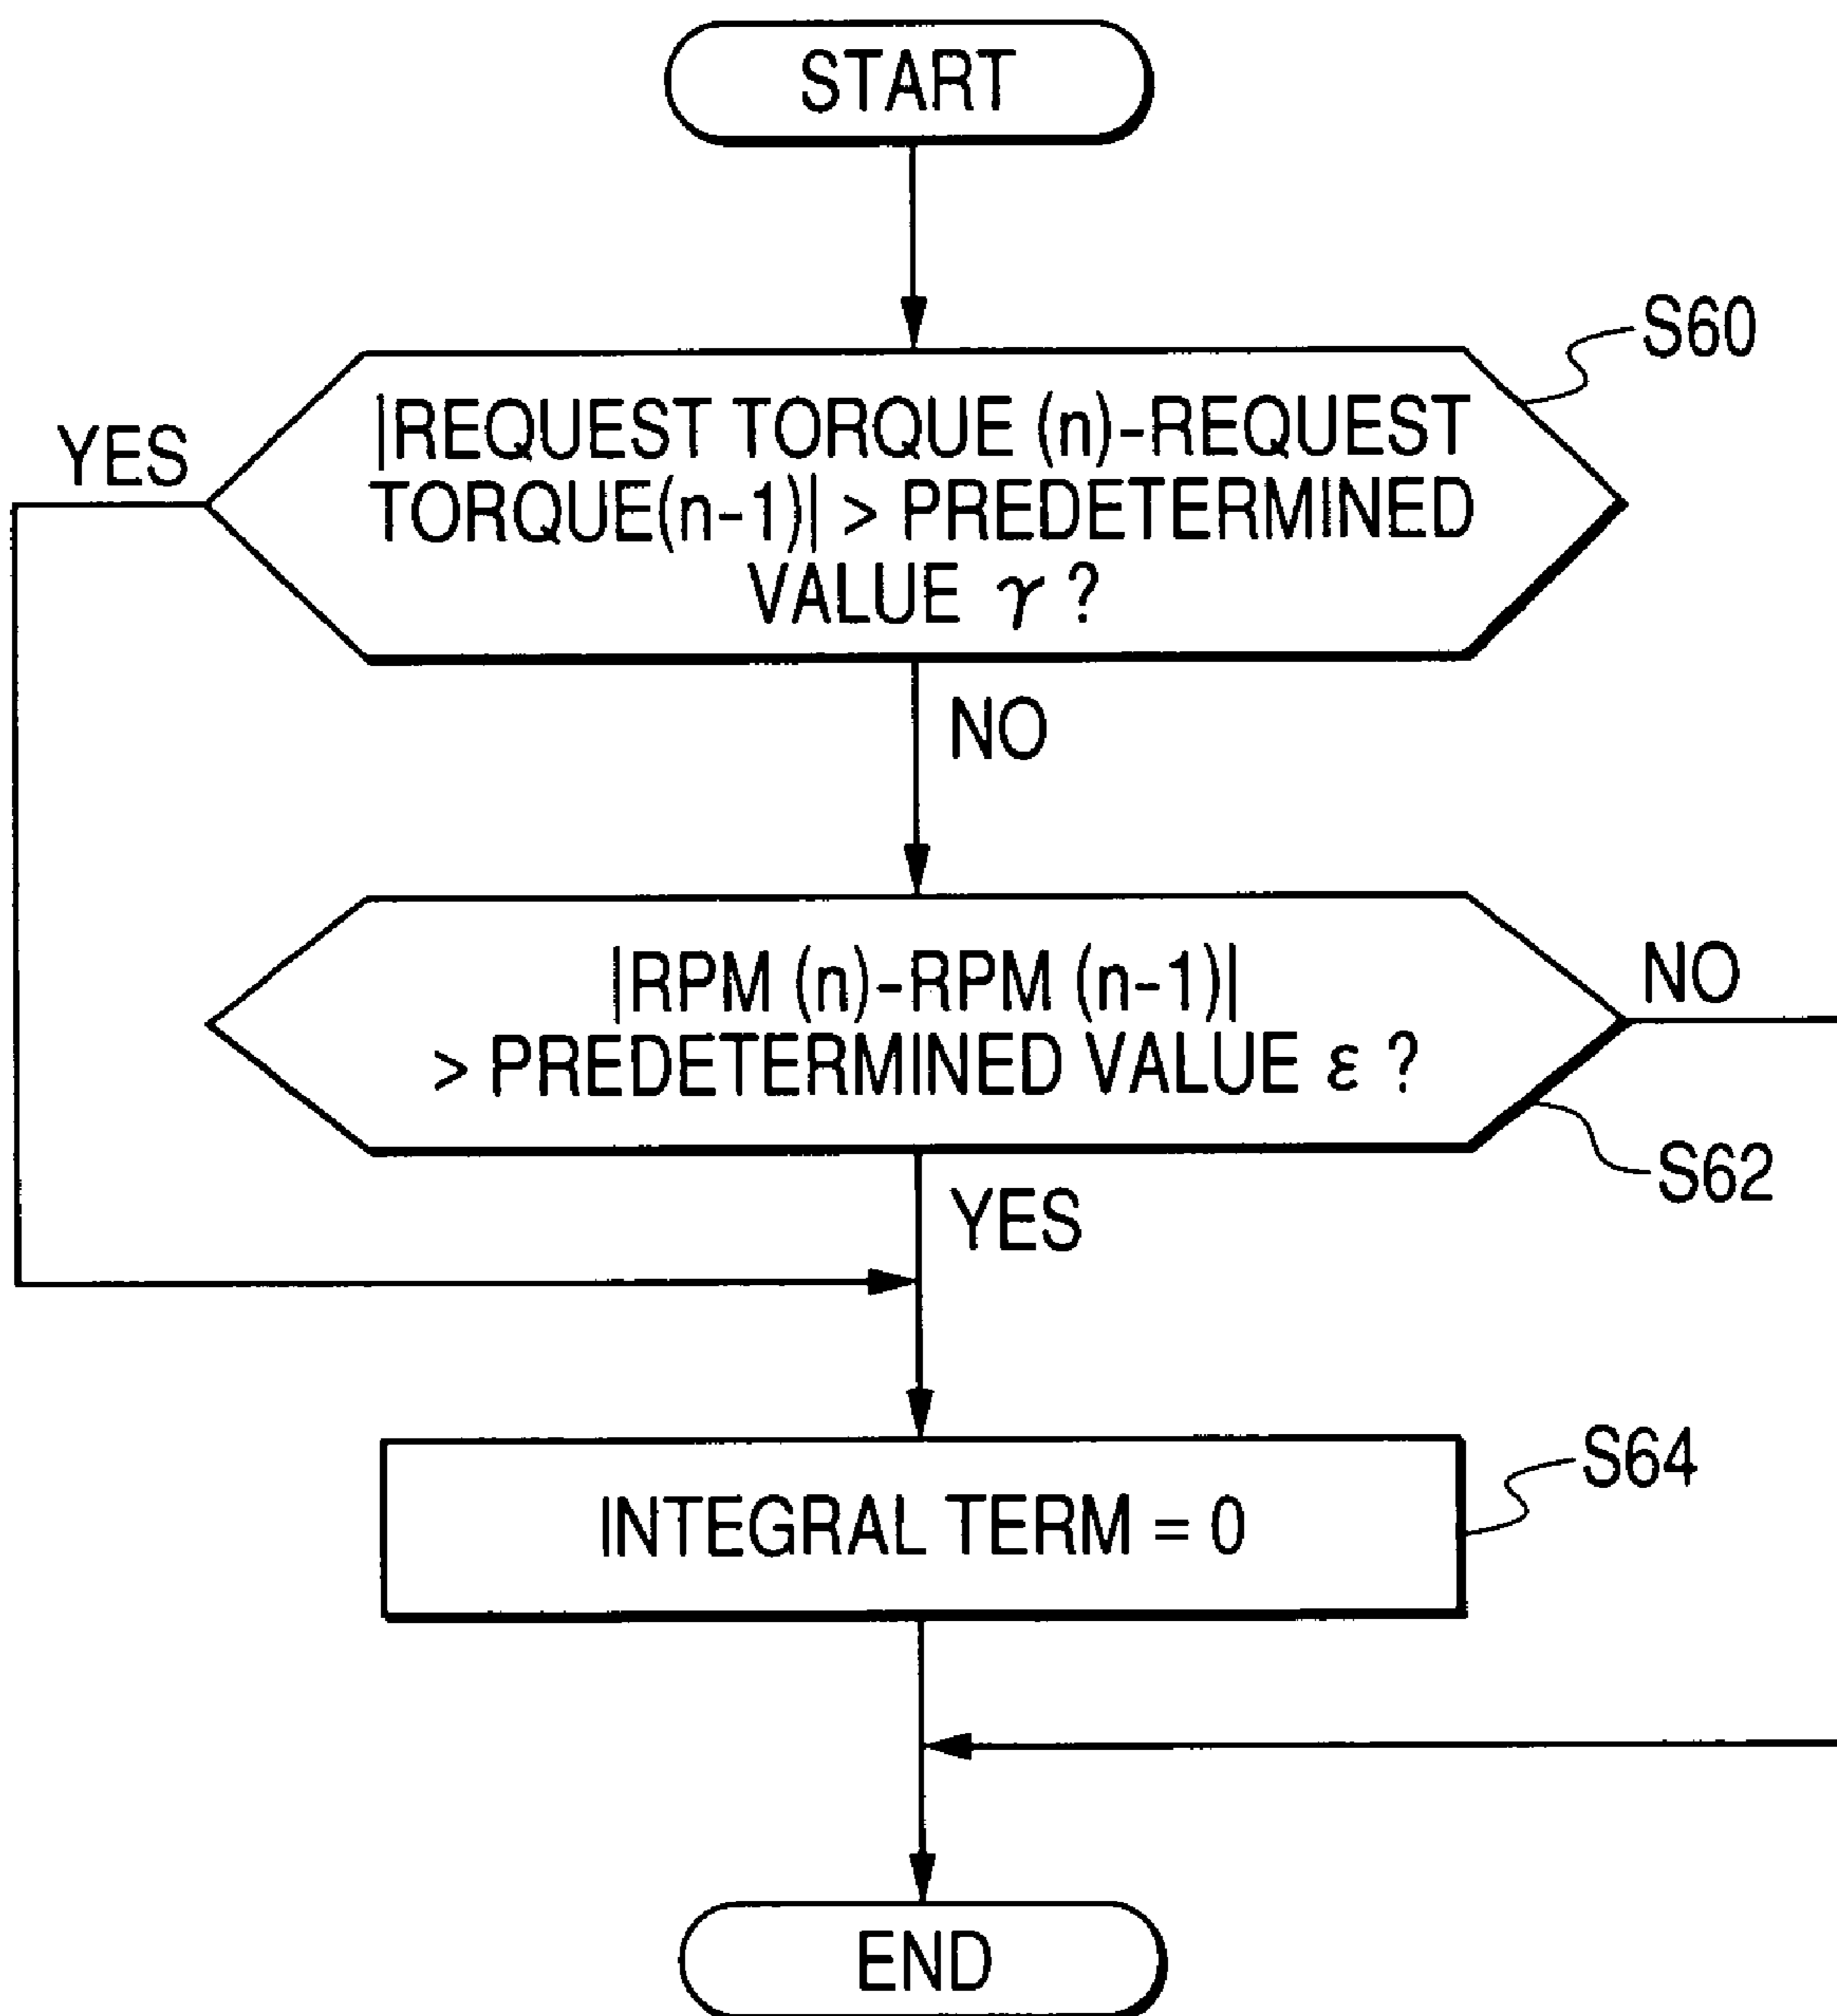 START
S60
|REQUEST TORQUE (n)-REQUEST
TORQUE(n-1)| > PREDETERMINED
VALUE γ ?
YES
NO
|RPM (n)-RPM (n-1)|
> PREDETERMINED VALUE ε ?
NO
S62
YES
S64
INTEGRAL TERM = 0
END